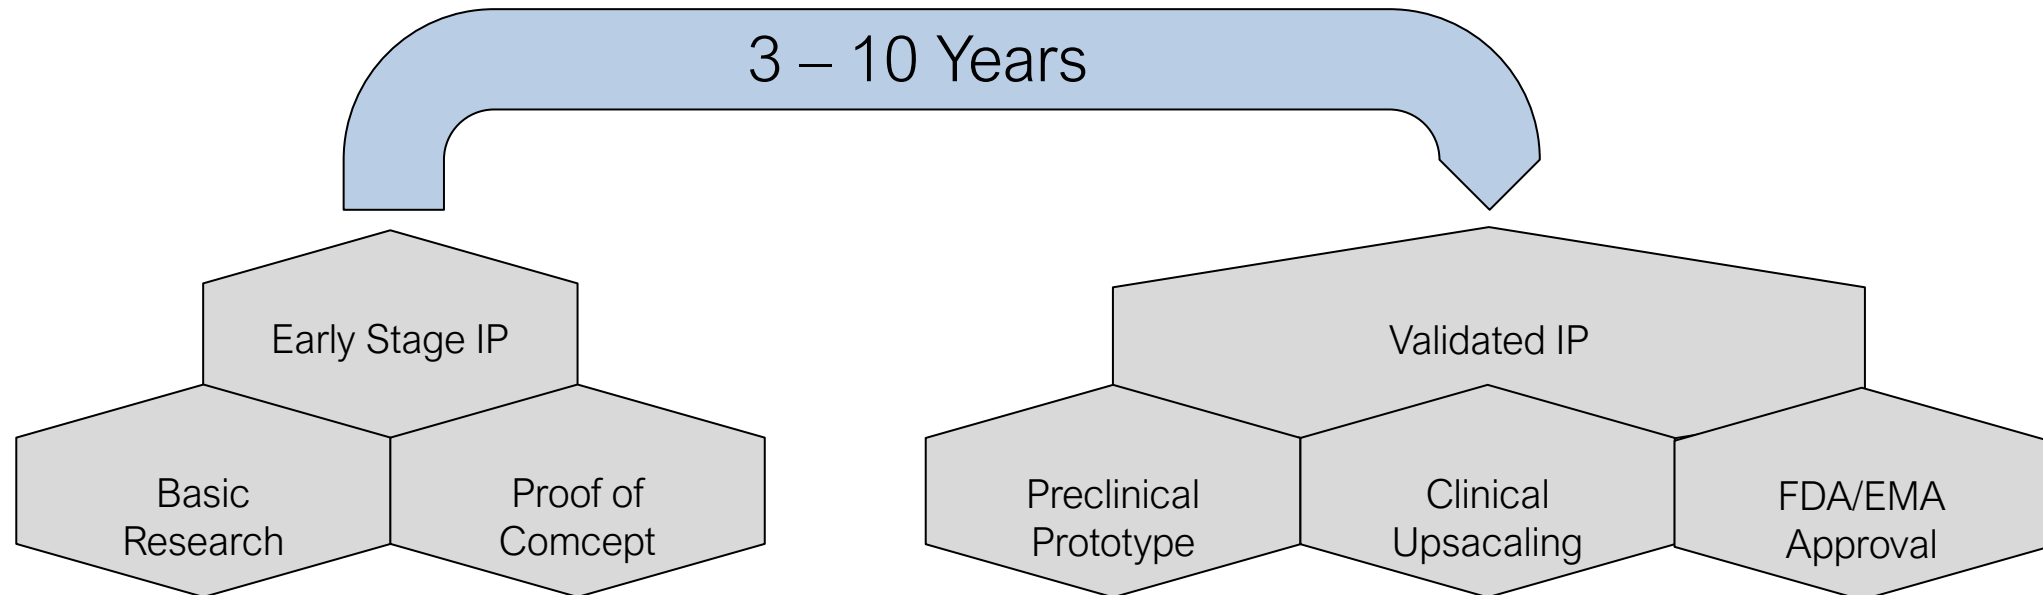 3 – 10 Years
Early Stage IP
Validated IP
Basic
Research
Proof of
Comcept
Preclinical
Prototype
Clinical
Upsacaling
FDA/EMA
Approval